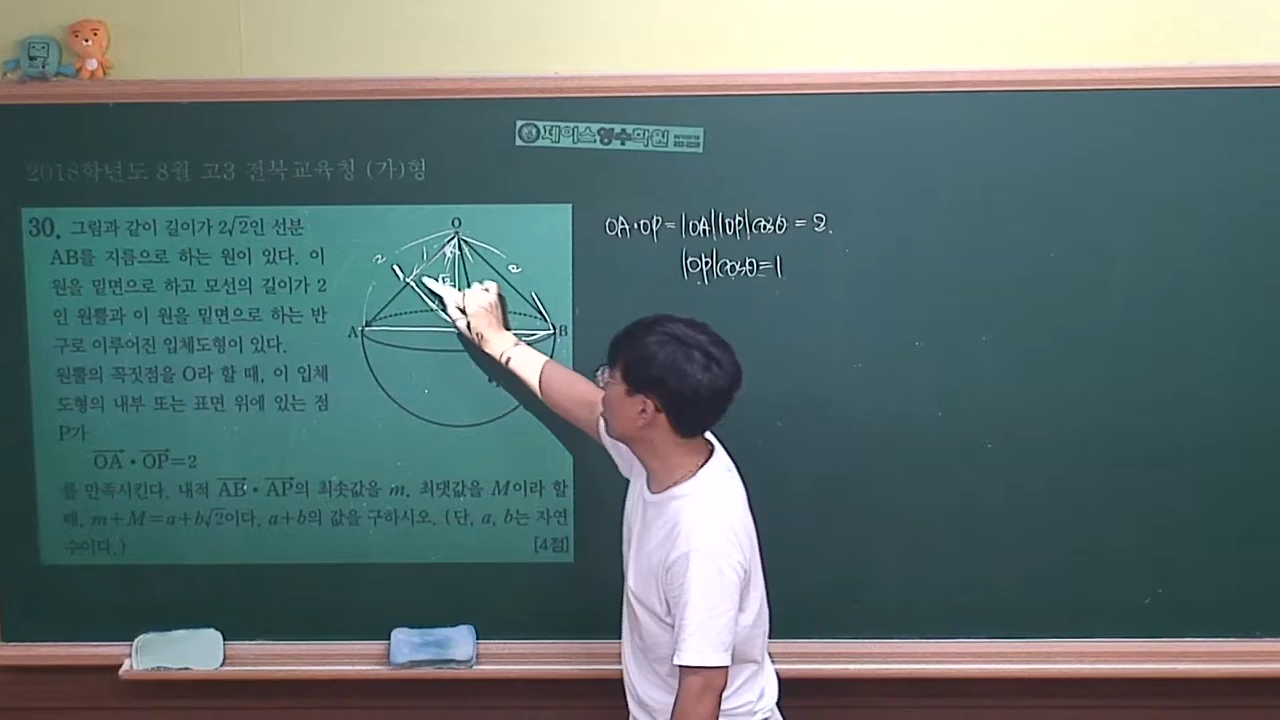 제이스영수학원
2018학년도 8월 고3 전북교육청 (가)형
30. 그림과 같이 길이가 2√2인 선분
AB를 지름으로 하는 원이 있다. 이
원을 밑면으로 하고 모선의 길이가 2
인 원뿔과 이 원을 밑면으로 하는 반
구로 이루어진 입체도형이 있다.
원뿔의 꼭짓점을 O라 할 때, 이 입체
도형의 내부 또는 표면 위에 있는 점
P가
OA·OP=2
를 만족시킨다. 내적 AB·AP의 최솟값을 m, 최댓값을 M이라 할
때, m+M=a+b√2이다. a+b의 값을 구하시오. (단, a, b는 자연
수이다.)
[4점]
O
2
1
2
√2
A
B
OA·OP=|OA||OP|cosθ=2.
|OP|cosθ=1